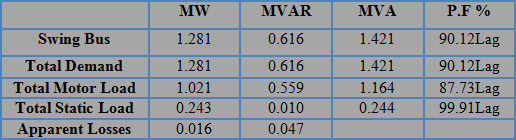 MW MVAR MVA P.F %
Swing Bus 1.281 0.616 1.421 90.12Lag
Total Demand 1.281 0.616 1.421 90.12Lag
Total Motor Load 1.021 0.559 1.164 87.73Lag
Total Static Load 0.243 0.010 0.244 99.91Lag
Apparent Losses 0.016 0.047